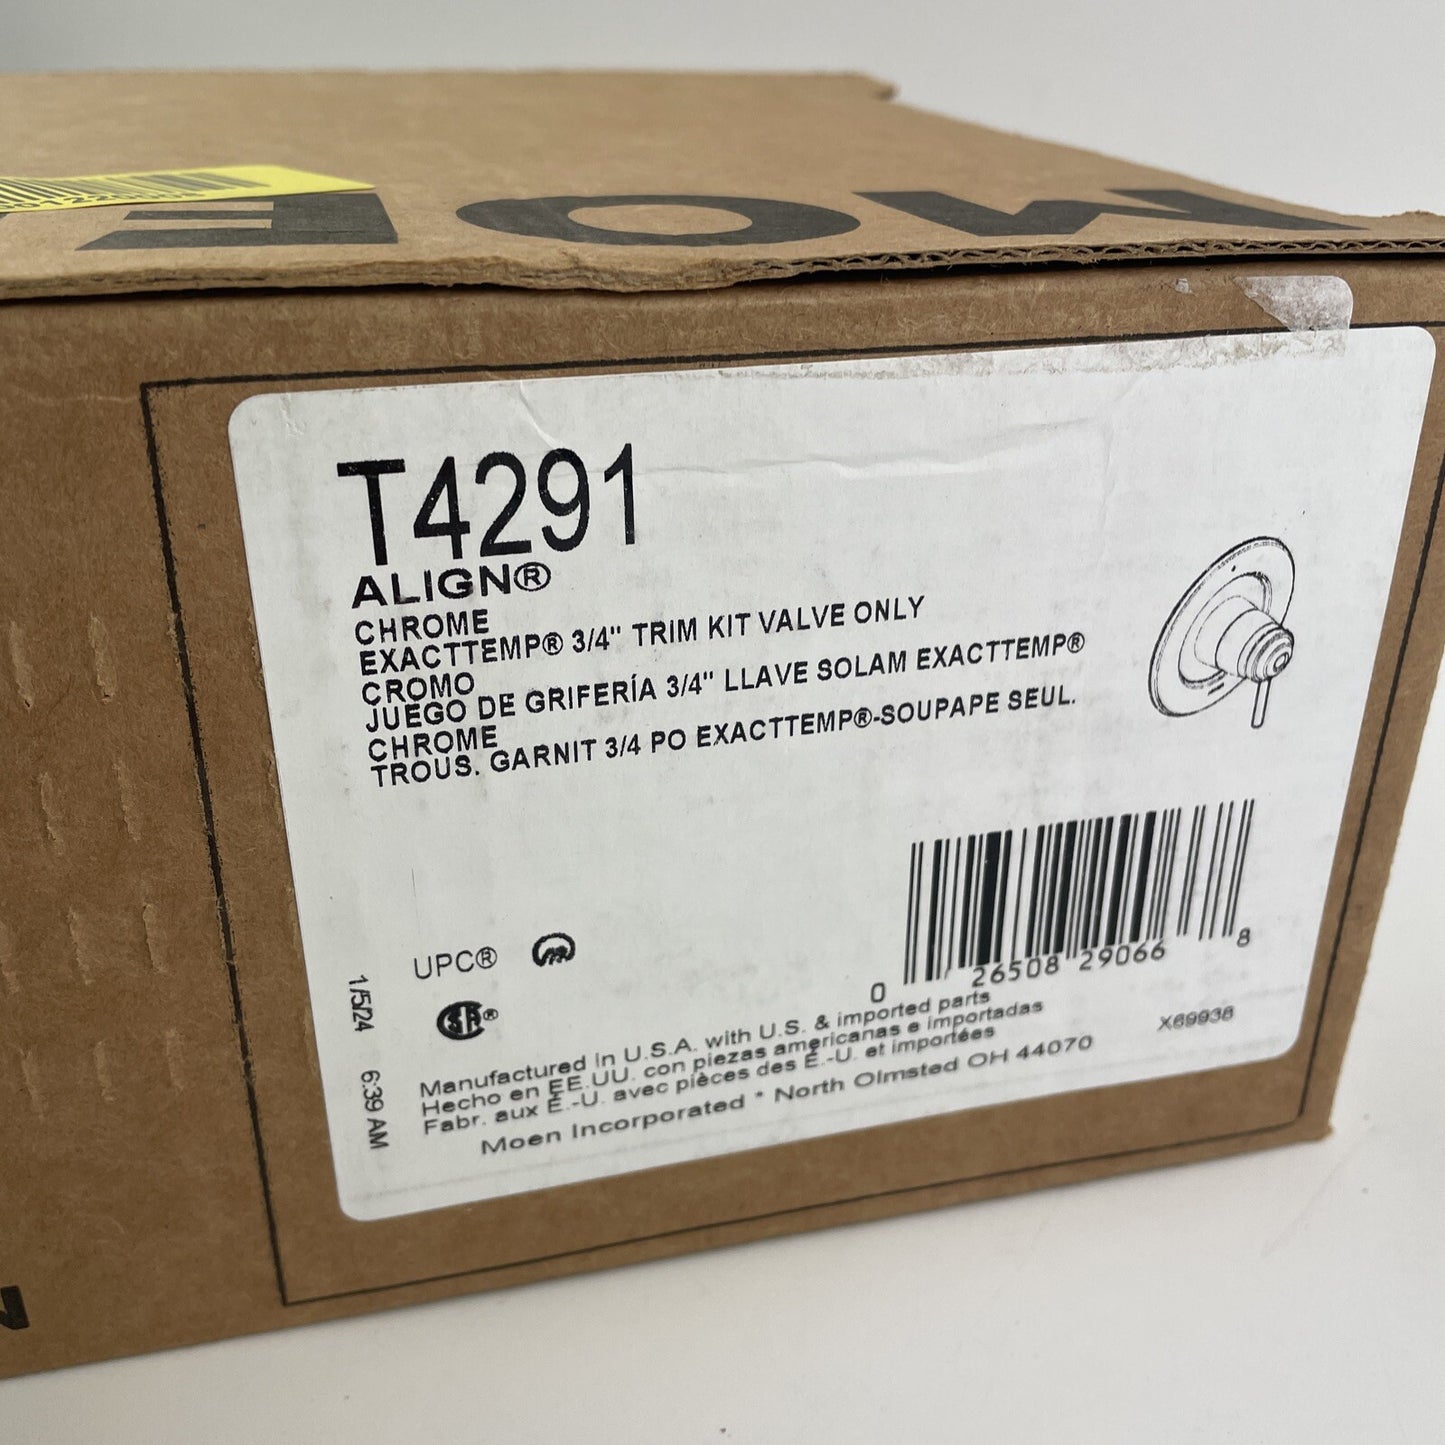 MOE
T4291
ALIGN®
CHROME
EXACTTEMP® 3/4" TRIM KIT VALVE ONLY
CROMO
JUEGO DE GRIFERÍA 3/4" LLAVE SOLAM EXACTTEMP®
CHROME
TROUS. GARNIT 3/4 PO EXACTTEMP®-SOUPAPE SEUL.
UPC®
0 26508 29066 8
SA®
1/5/24 6:39 AM
Manufactured in U.S.A. with U.S. & imported parts
Hecho en EE.UU. con piezas americanas e importadas
Fabr. aux É.-U. avec pièces des É.-U. et importées
X69938
Moen Incorporated * North Olmsted OH 44070
N